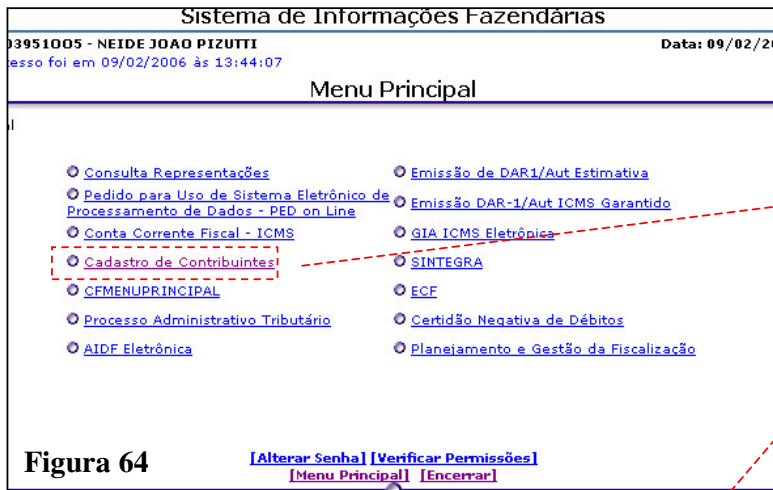 Sistema de Informações Fazendárias
03951005 - NEIDE JOAO PIZUTTI Data: 09/02/20
esso foi em 09/02/2006 às 13:44:07
Menu Principal
al
Consulta Representações
Emissão de DAR1/Aut Estimativa
Pedido para Uso de Sistema Eletrônico de
Processamento de Dados - PED on Line
Emissão DAR-1/Aut ICMS Garantido
Conta Corrente Fiscal - ICMS
GIA ICMS Eletrônica
Cadastro de Contribuintes
SINTEGRA
CFMENUPRINCIPAL
ECF
Processo Administrativo Tributário
Certidão Negativa de Débitos
AIDF Eletrônica
Planejamento e Gestão da Fiscalização
Figura 64
[Alterar Senha] [Verificar Permissões]
[Menu Principal] [Encerrar]